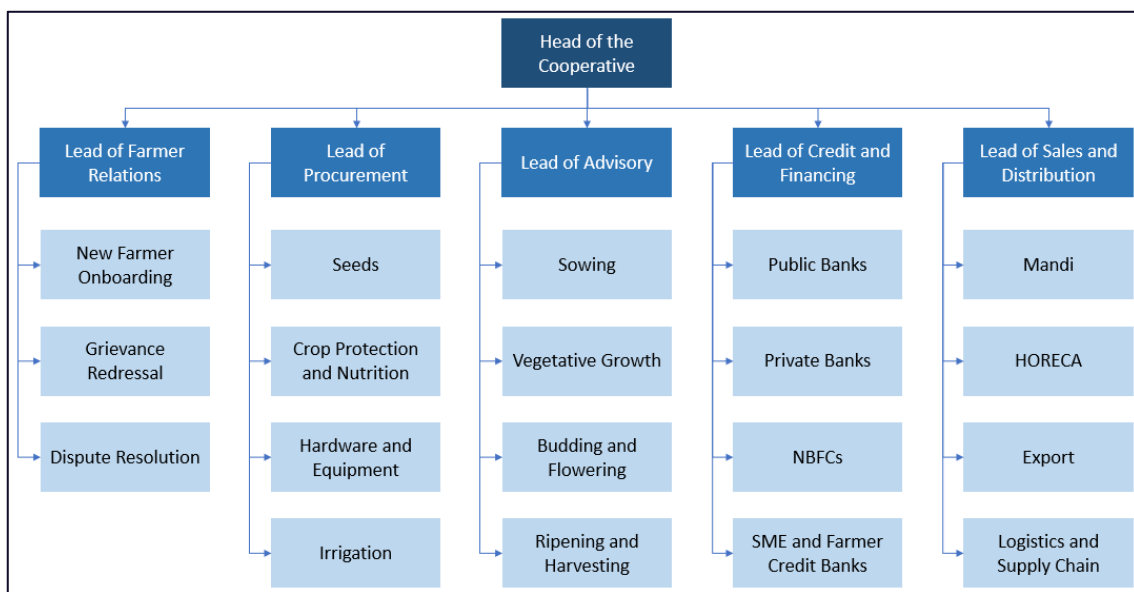 Head of the
Cooperative
Lead of Farmer
Relations
Lead of
Procurement
Lead of Advisory
Lead of Credit and
Financing
Lead of Sales and
Distribution
New Farmer
Onboarding
Seeds
Sowing
Public Banks
Mandi
Grievance
Redressal
Crop Protection
and Nutrition
Vegetative Growth
Private Banks
HORECA
Dispute Resolution
Hardware and
Equipment
Budding and
Flowering
NBFCs
Export
Irrigation
Ripening and
Harvesting
SME and Farmer
Credit Banks
Logistics and
Supply Chain